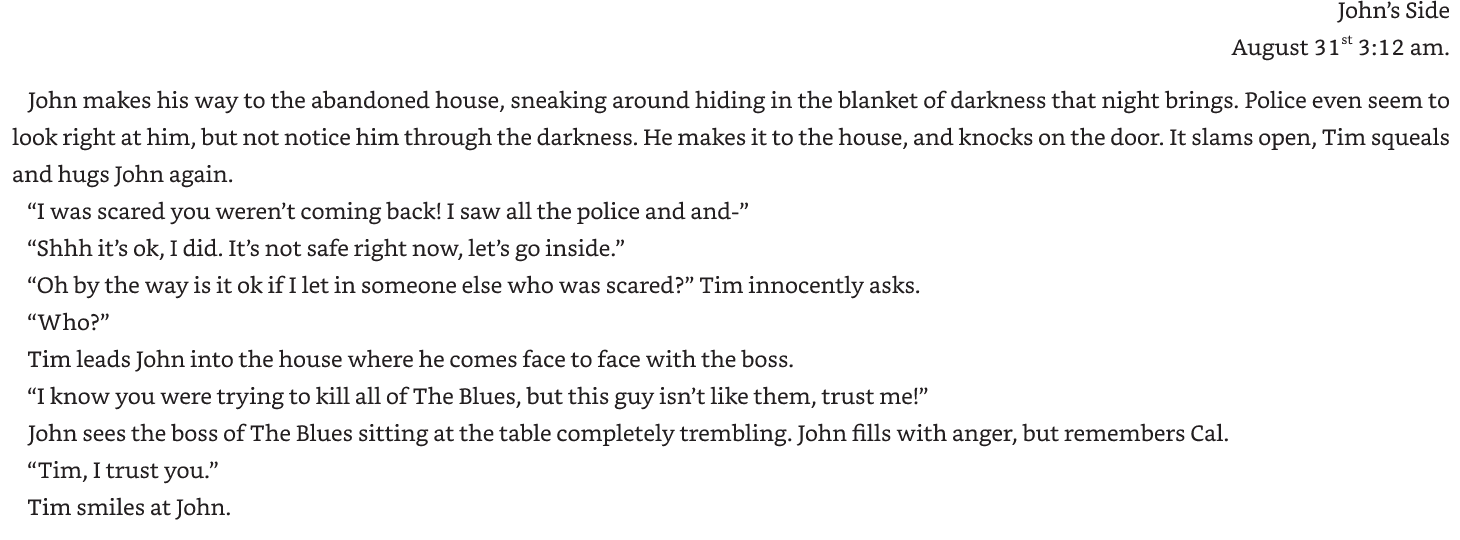 John’s Side
August 31st 3:12 am.
John makes his way to the abandoned house, sneaking around hiding in the blanket of darkness that night brings. Police even seem to
look right at him, but not notice him through the darkness. He makes it to the house, and knocks on the door. It slams open, Tim squeals
and hugs John again.
“I was scared you weren’t coming back! I saw all the police and and-”
“Shhh it’s ok, I did. It’s not safe right now, let’s go inside.”
“Oh by the way is it ok if I let in someone else who was scared?” Tim innocently asks.
“Who?”
Tim leads John into the house where he comes face to face with the boss.
“I know you were trying to kill all of The Blues, but this guy isn’t like them, trust me!”
John sees the boss of The Blues sitting at the table completely trembling. John fills with anger, but remembers Cal.
“Tim, I trust you.”
Tim smiles at John.